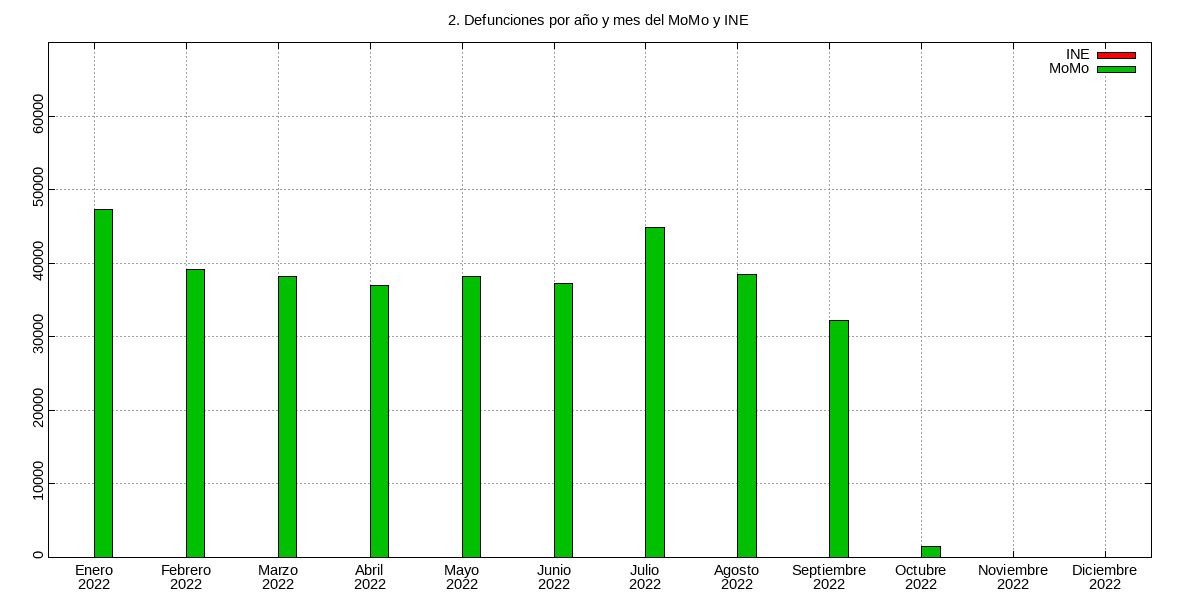 2. Defunciones por año y mes del MoMo y INE
INE
MoMo
60000
50000
40000
30000
20000
10000
0
Enero Febrero Marzo Abril Mayo Junio Julio Agosto Septiembre Octubre Noviembre Diciembre
2022 2022 2022 2022 2022 2022 2022 2022 2022 2022 2022 2022